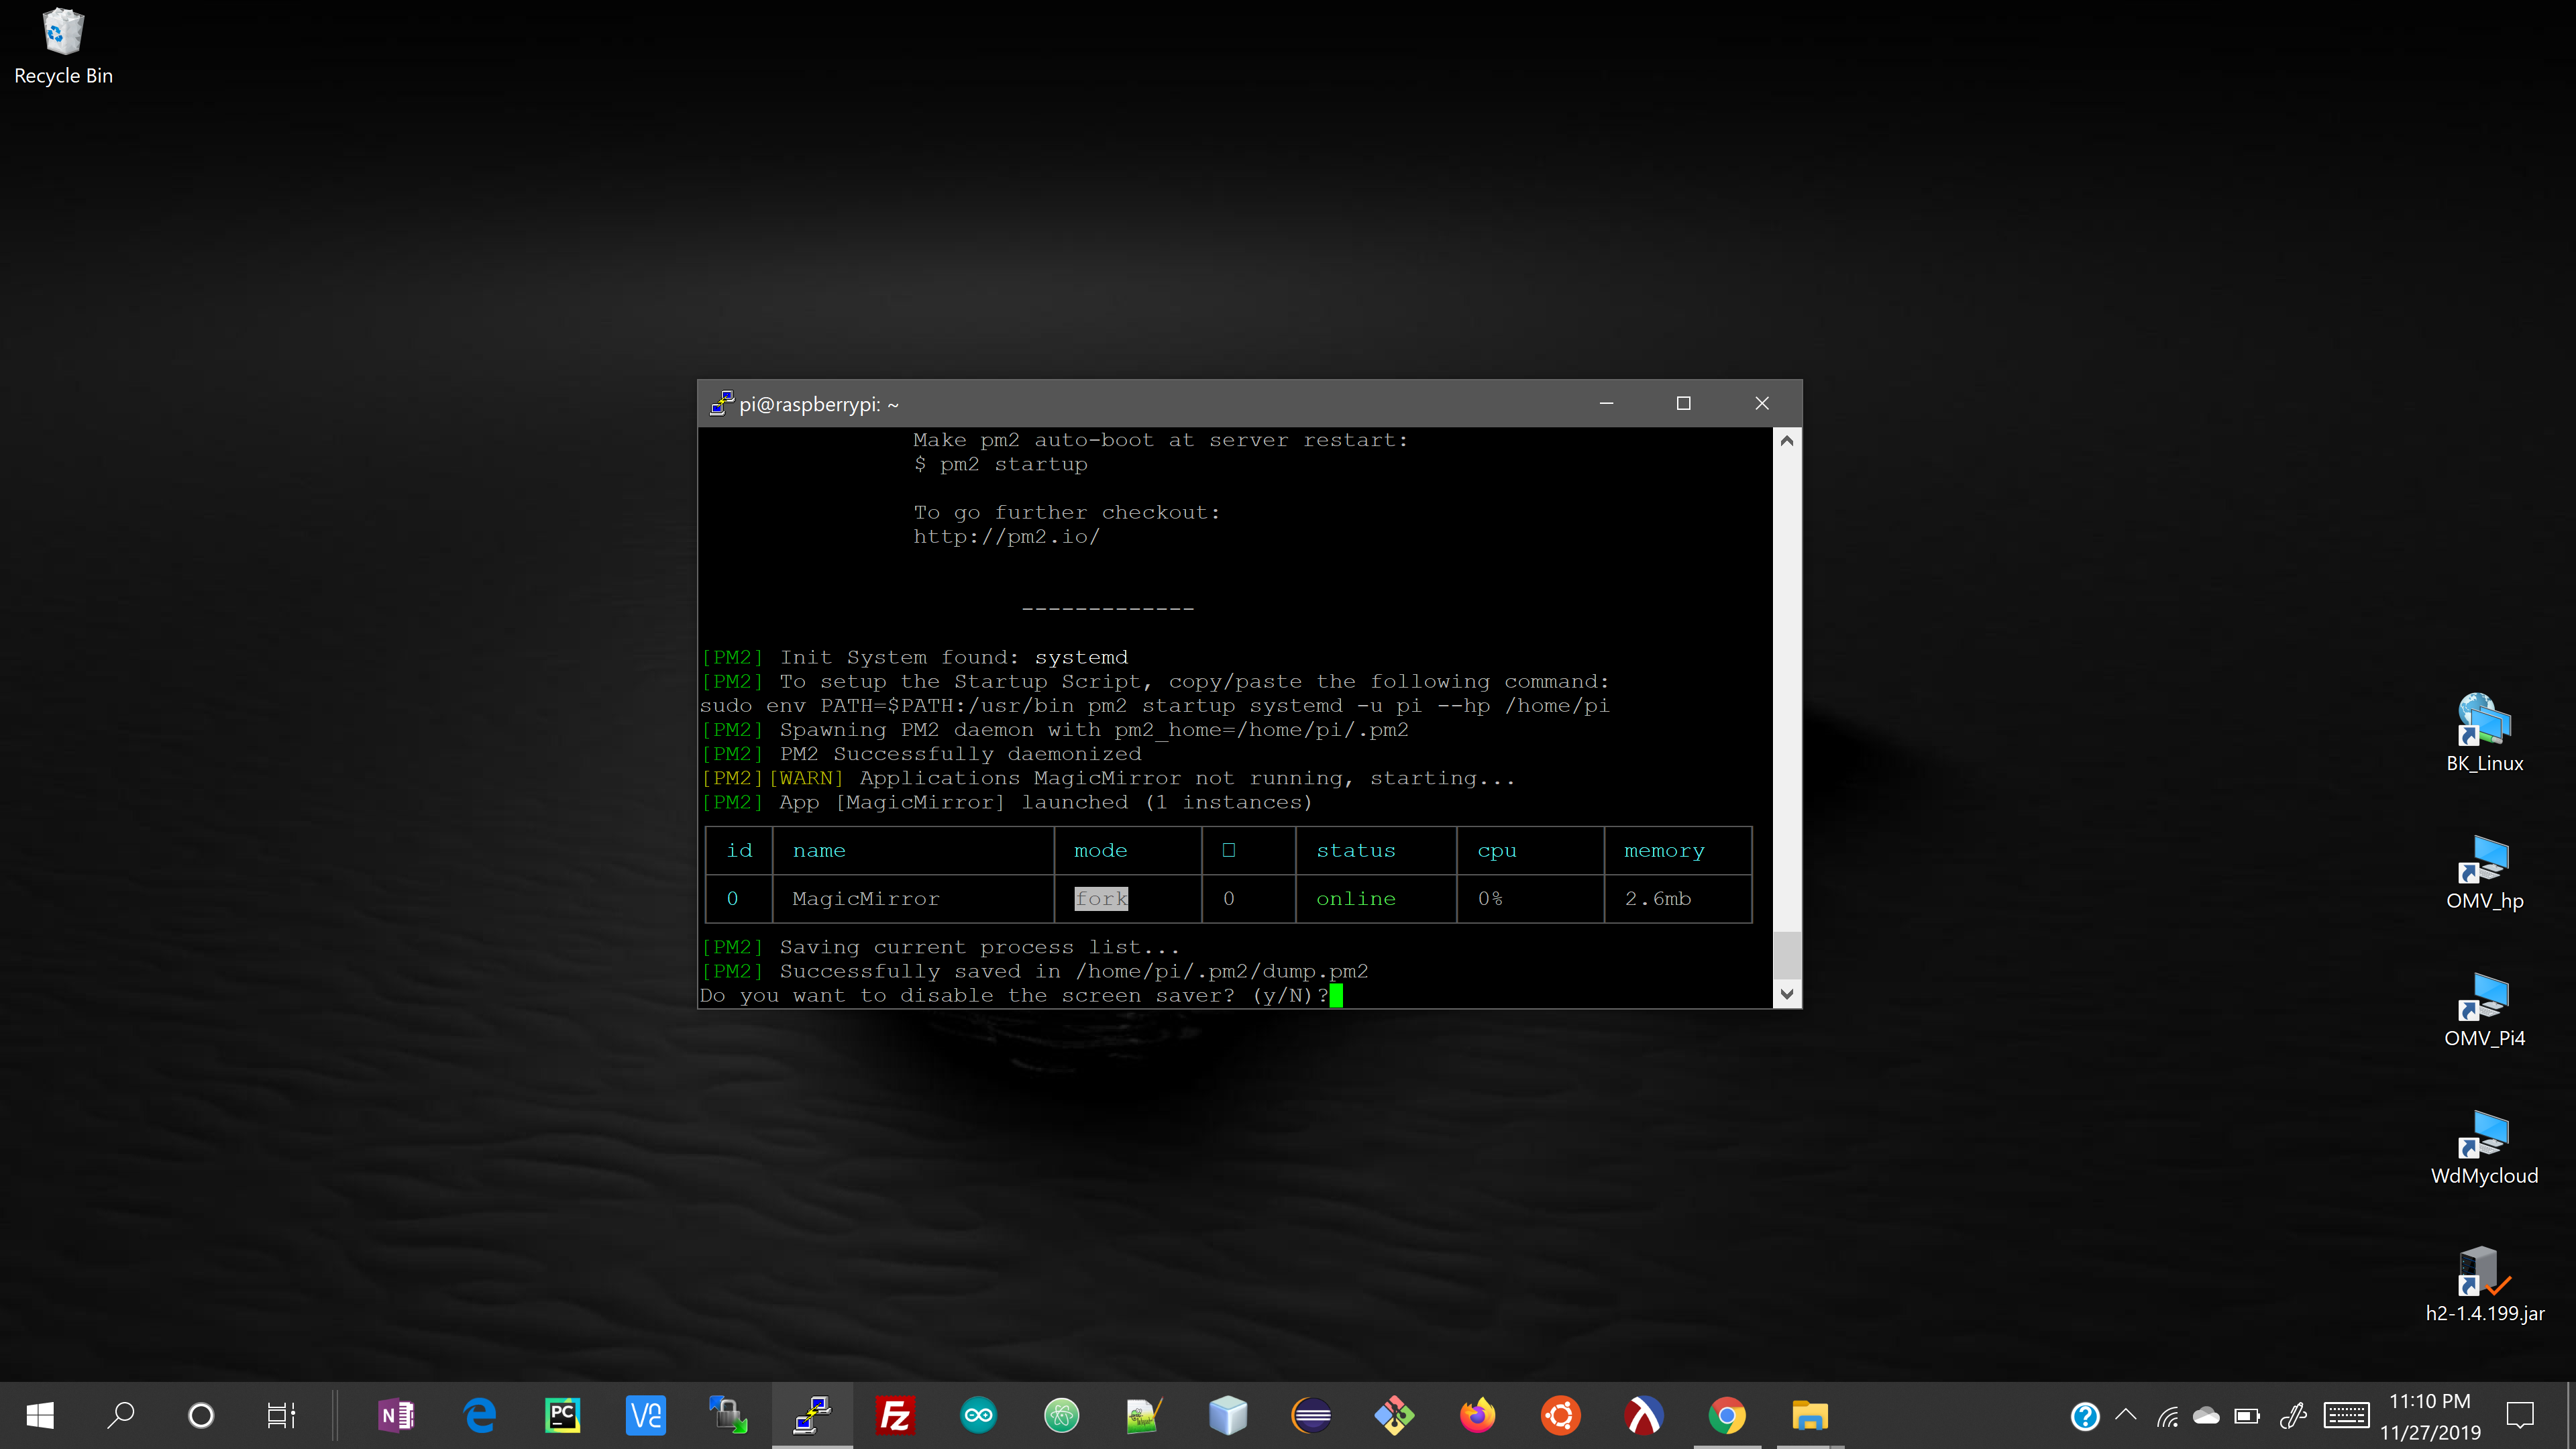 Recycle Bin
pi@raspberrypi: ~
Make pm2 auto-boot at server restart:
$ pm2 startup
To go further checkout:
http://pm2.io/
-------------
[PM2] Init System found: systemd
[PM2] To setup the Startup Script, copy/paste the following command:
sudo env PATH=$PATH:/usr/bin pm2 startup systemd -u pi --hp /home/pi
[PM2] Spawning PM2 daemon with pm2_home=/home/pi/.pm2
[PM2] PM2 Successfully daemonized
[PM2][WARN] Applications MagicMirror not running, starting...
[PM2] App [MagicMirror] launched (1 instances)
id name mode status cpu memory
0 MagicMirror fork 0 online 0% 2.6mb
[PM2] Saving current process list...
[PM2] Successfully saved in /home/pi/.pm2/dump.pm2
Do you want to disable the screen saver? (y/N)?
BK_Linux
OMV_hp
OMV_Pi4
WdMycloud
h2-1.4.199.jar
11:10 PM
11/27/2019